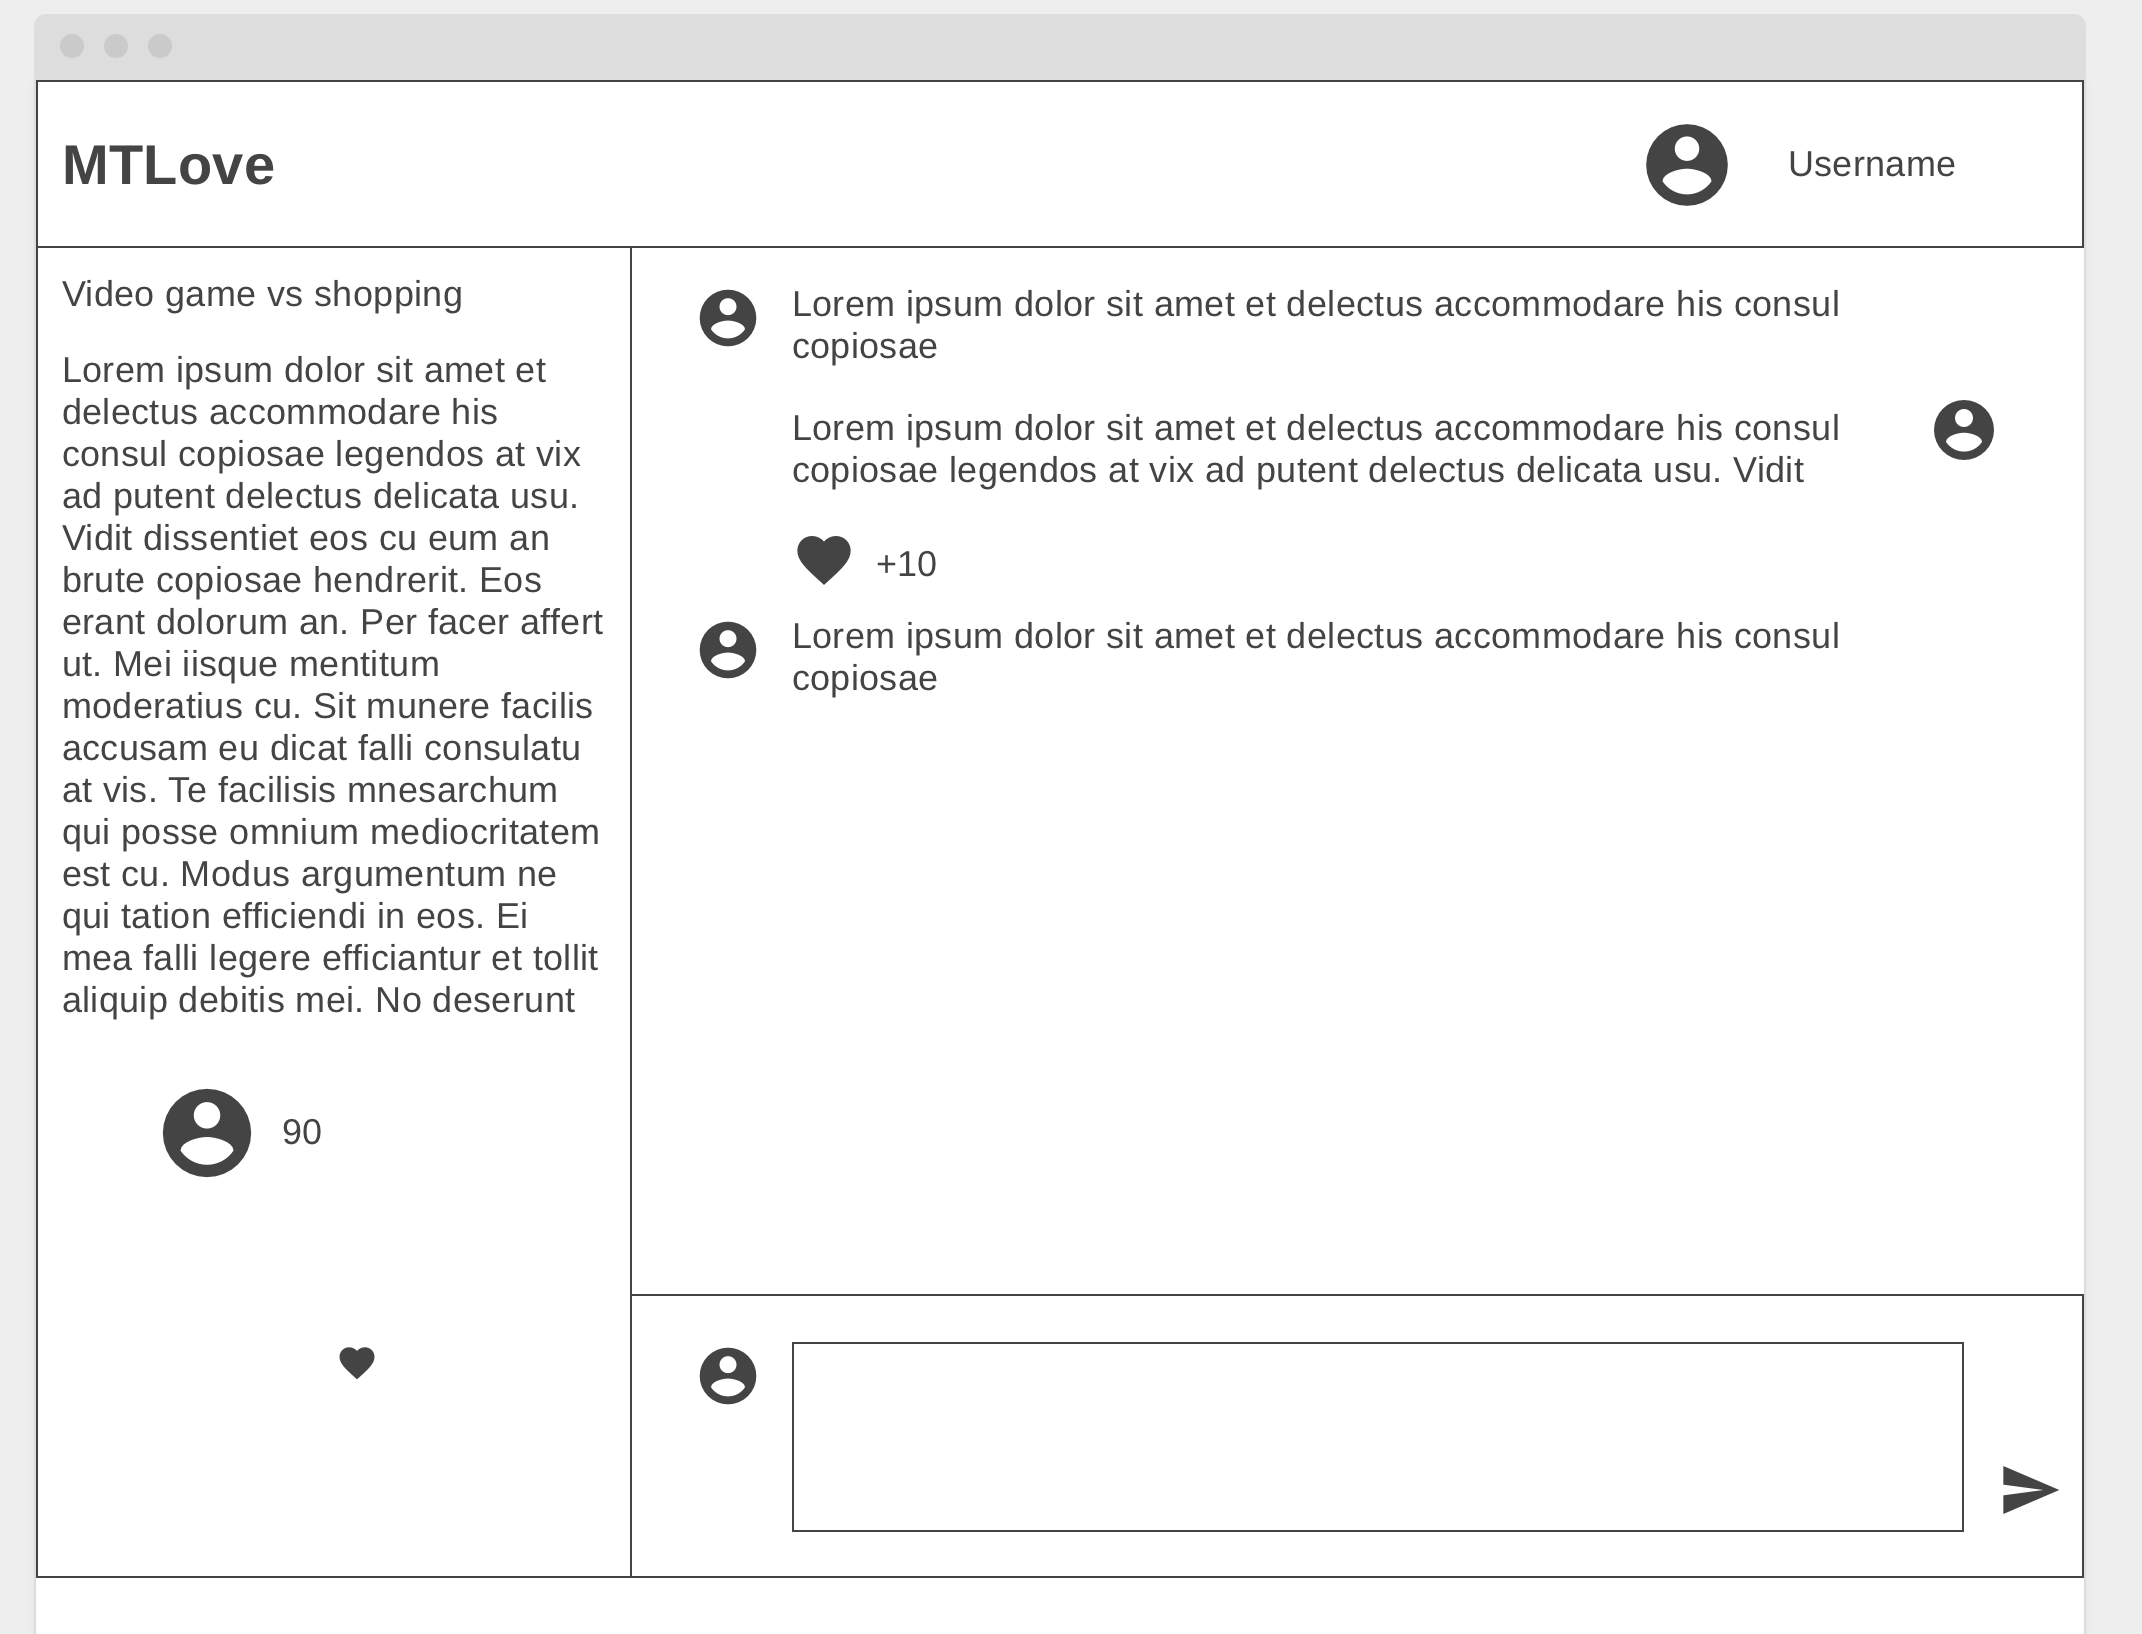 MTLove
Username
Video game vs shopping
Lorem ipsum dolor sit amet et
delectus accommodare his
consul copiosae legendos at vix
ad putent delectus delicata usu.
Vidit dissentiet eos cu eum an
brute copiosae hendrerit. Eos
erant dolorum an. Per facer affert
ut. Mei iisque mentitum
moderatius cu. Sit munere facilis
accusam eu dicat falli consulatu
at vis. Te facilisis mnesarchum
qui posse omnium mediocritatem
est cu. Modus argumentum ne
qui tation efficiendi in eos. Ei
mea falli legere efficiantur et tollit
aliquip debitis mei. No deserunt
90
Lorem ipsum dolor sit amet et delectus accommodare his consul
copiosae
Lorem ipsum dolor sit amet et delectus accommodare his consul
copiosae legendos at vix ad putent delectus delicata usu. Vidit
+10
Lorem ipsum dolor sit amet et delectus accommodare his consul
copiosae